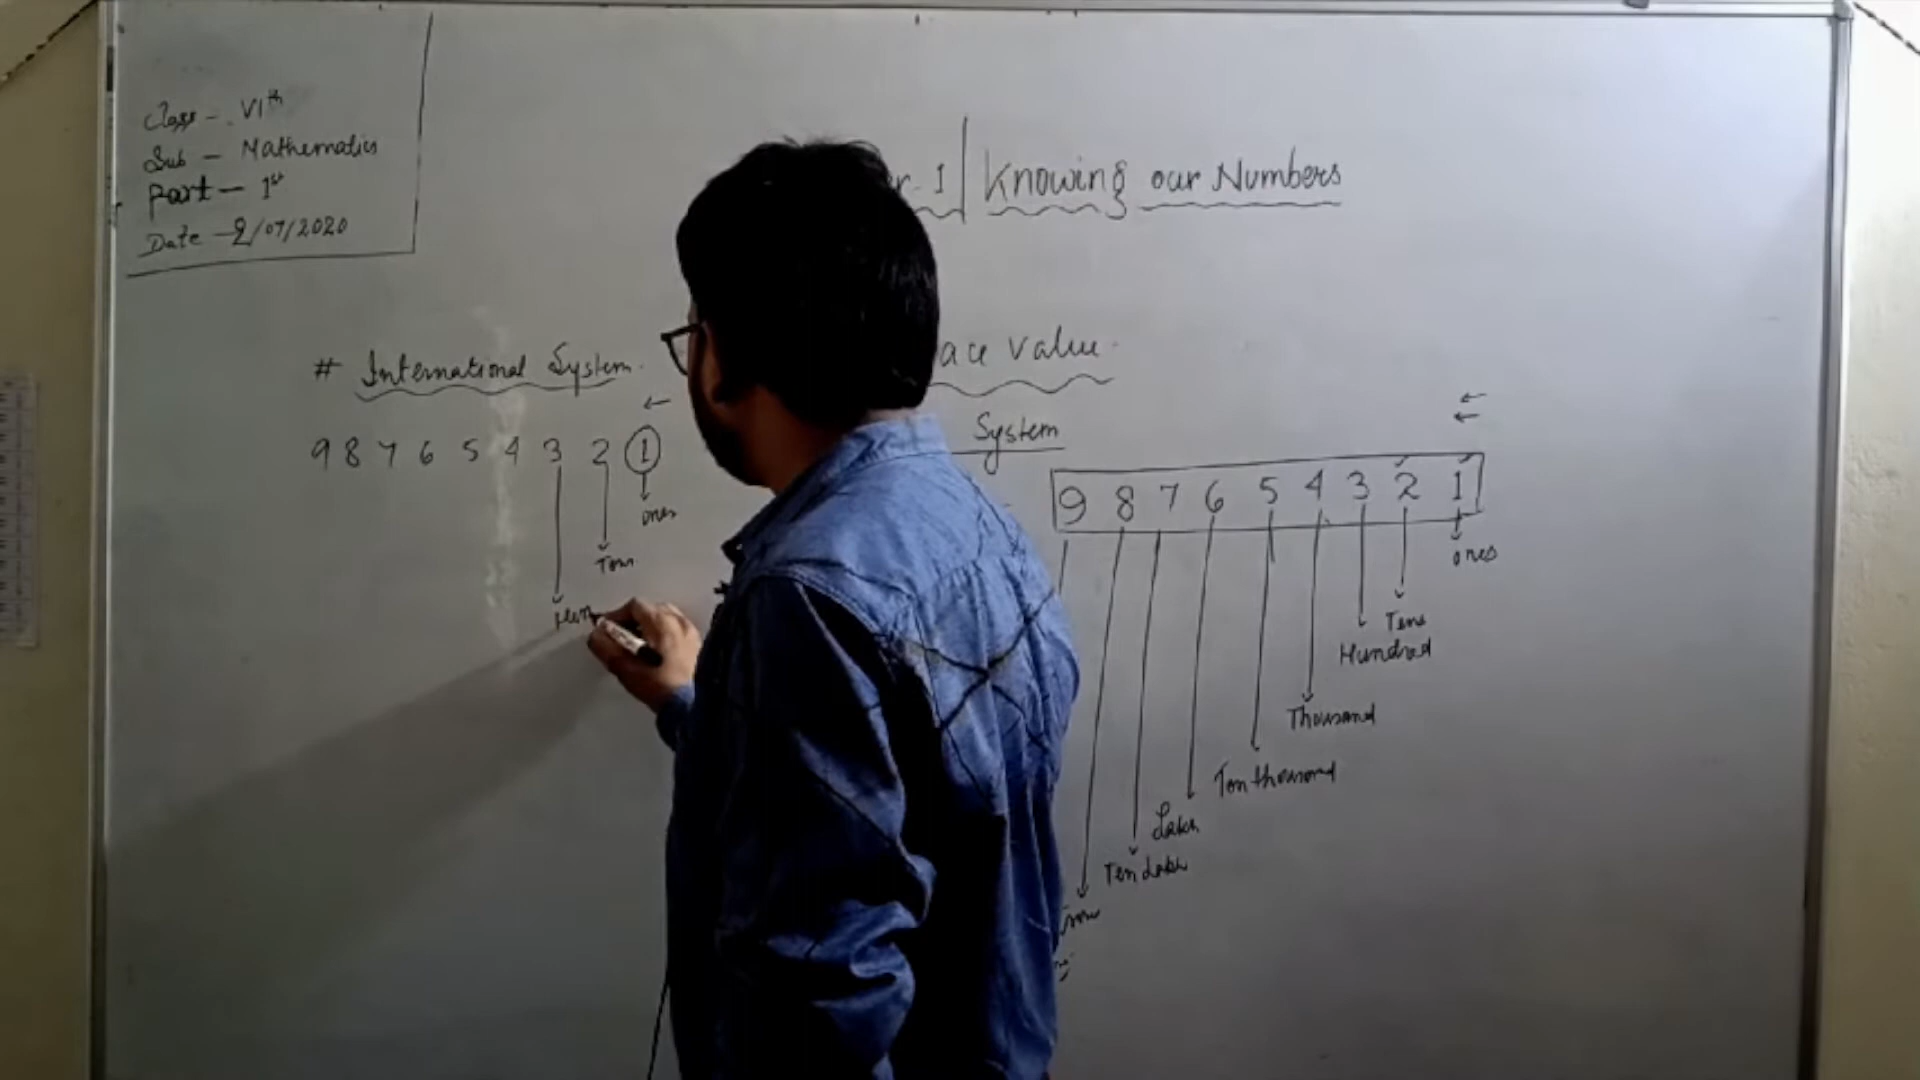 Class - VIth
Sub - Mathematics
Part - 1st
Date - 2/07/2020
r. 1 | Knowing our Numbers
ace Value
# International System
←
9 8 7 6 5 4 3 2 1
ones
Tens
Hun
System
←
←
9 8 7 6 5 4 3 2 1
ones
Tens
Hundred
Thousand
Ten thousand
Lakh
Ten Lakh